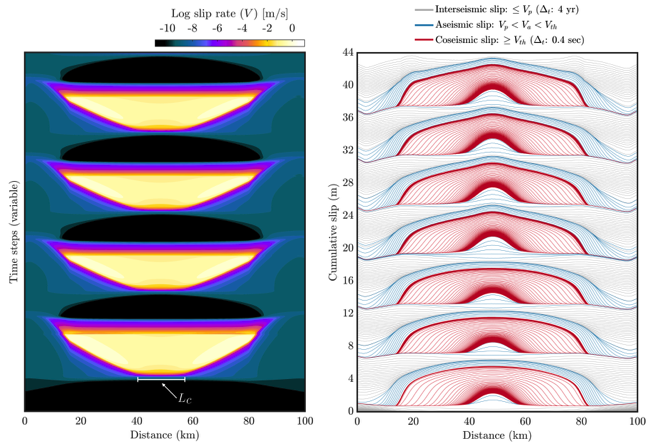 Log slip rate (V) [m/s]
-10 -8 -6 -4 -2 0
Time steps (variable)
L_C
0 20 40 60 80 100
Distance (km)
Interseismic slip: ≤ V_p (Δ_t: 4 yr)
Aseismic slip: V_p < V_a < V_th
Coseismic slip: ≥ V_th (Δ_t: 0.4 sec)
Cumulative slip (m)
44
40
36
32
28
24
20
16
12
8
4
0
0 20 40 60 80 100
Distance (km)